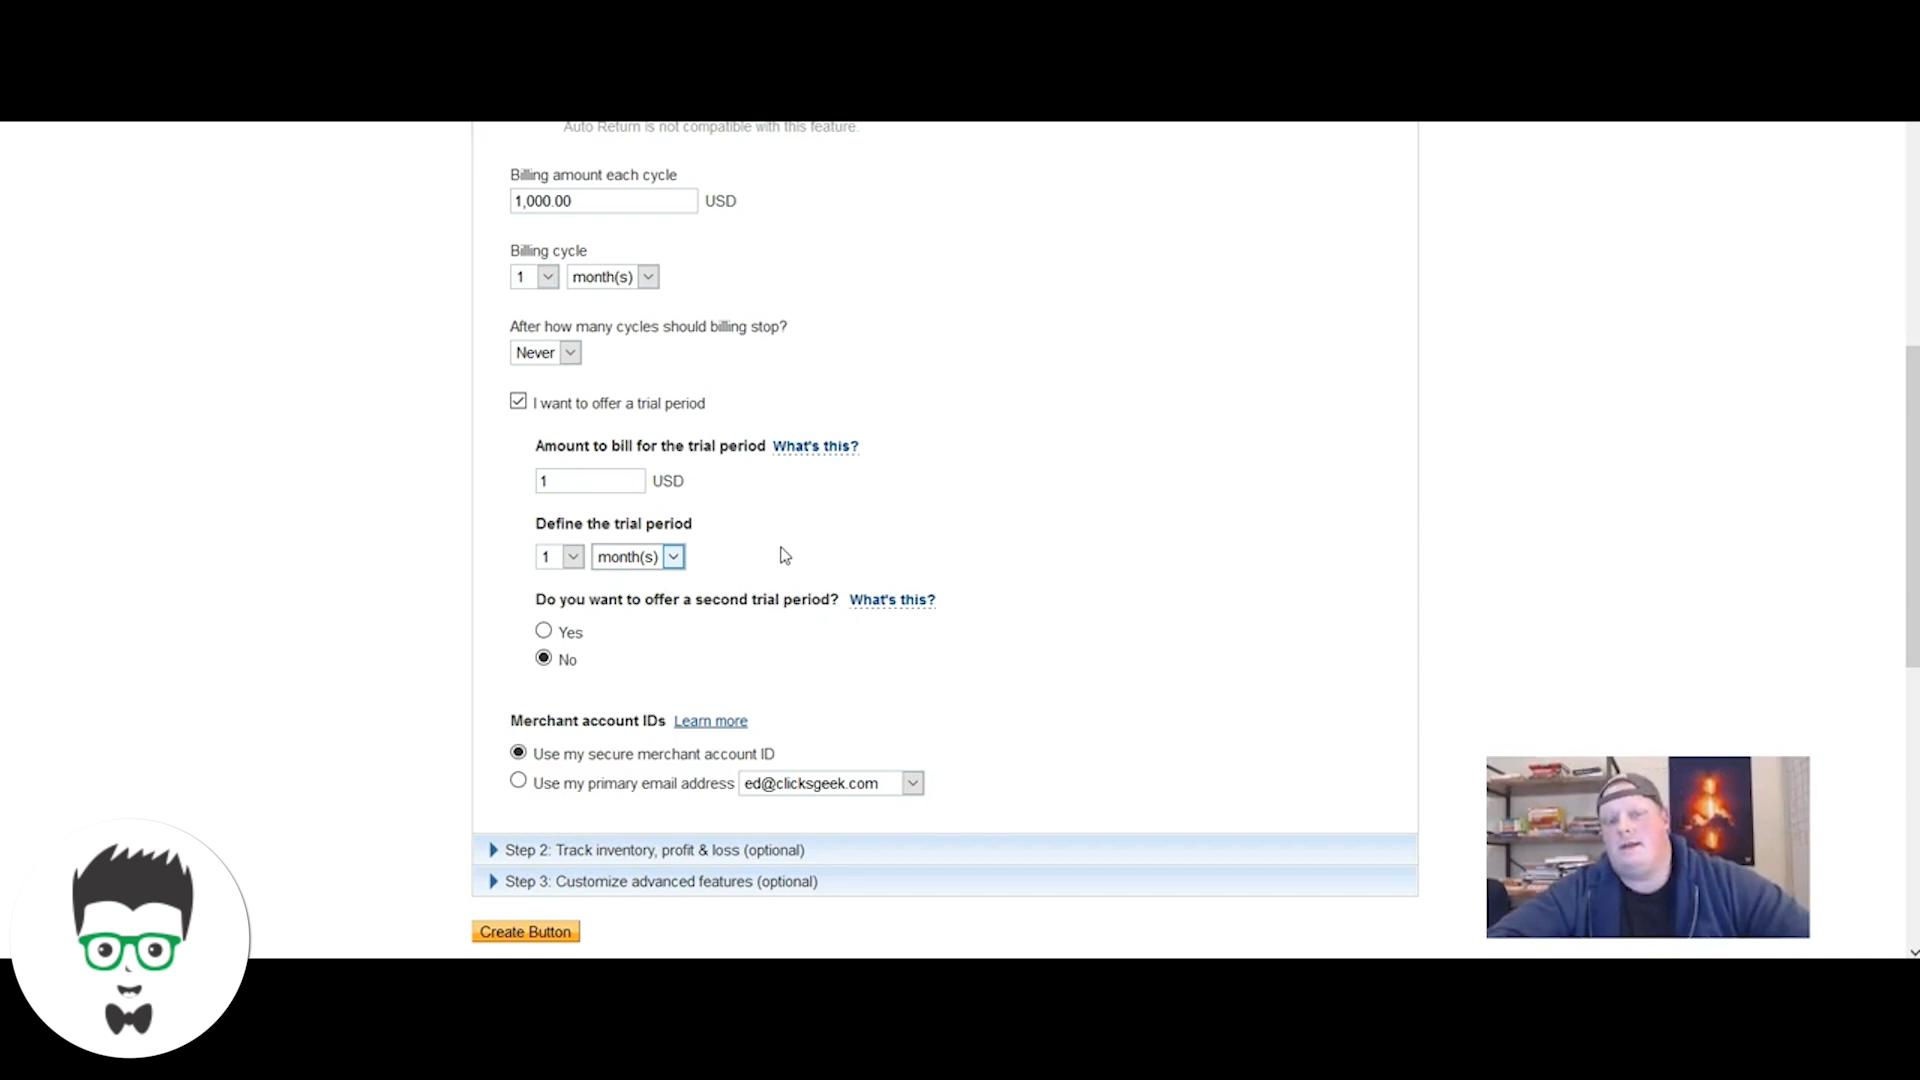 Auto Return is not compatible with this feature.
Billing amount each cycle
1,000.00 USD
Billing cycle
1 month(s)
After how many cycles should billing stop?
Never
I want to offer a trial period
Amount to bill for the trial period What's this?
1 USD
Define the trial period
1 month(s)
Do you want to offer a second trial period? What's this?
Yes
No
Merchant account IDs Learn more
Use my secure merchant account ID
Use my primary email address ed@clicksgeek.com
Step 2: Track inventory, profit & loss (optional)
Step 3: Customize advanced features (optional)
Create Button